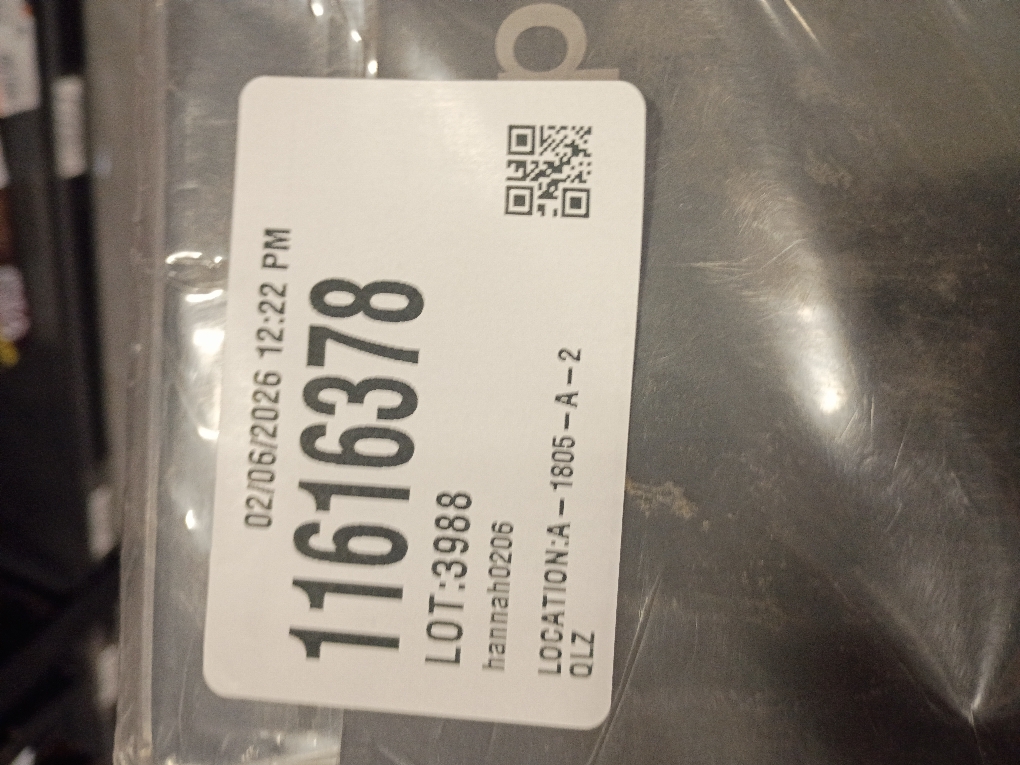 02/06/2026 12:22 PM
11616378
LOT:3988
hannah0206
LOCATION:A-1805-A-2
QLZ